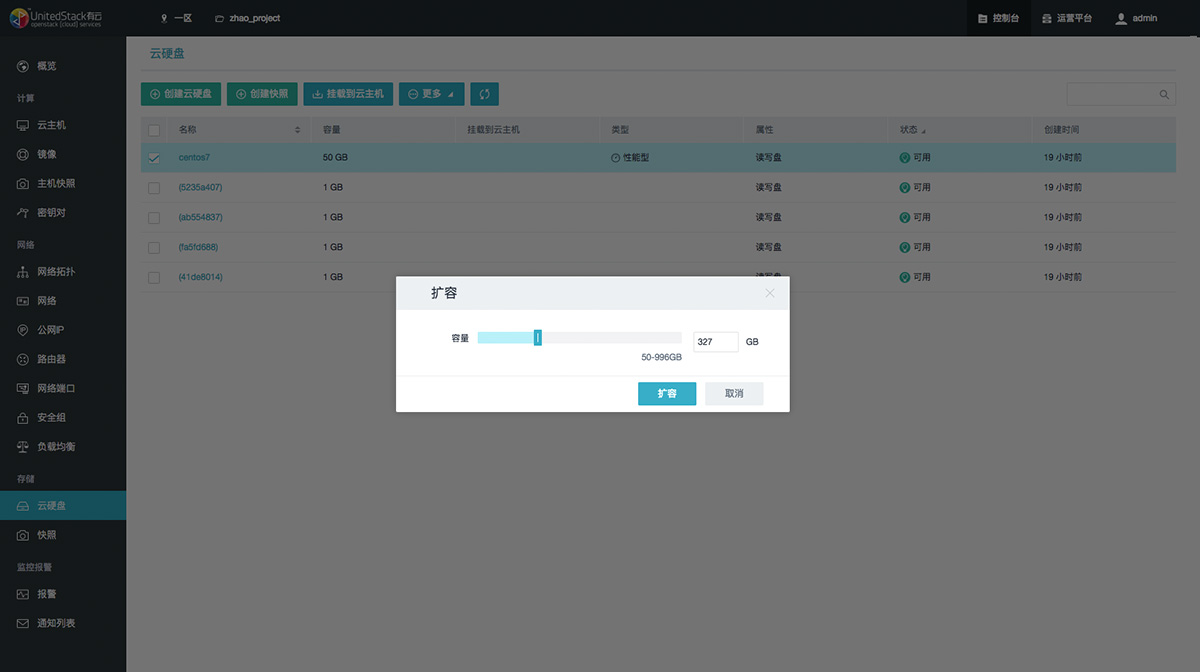 UnitedStack有云
openstack [cloud] services
一区
zhao_project
控制台
运营平台
admin
概览
计算
云主机
镜像
主机快照
密钥对
网络
网络拓扑
网络
公网IP
路由器
网络端口
安全组
负载均衡
存储
云硬盘
快照
监控报警
报警
通知列表
云硬盘
创建云硬盘
创建快照
挂载到云主机
更多
名称 容量 挂载到云主机 类型 属性 状态 创建时间
centos7 50 GB 性能型 读写盘 可用 19 小时前
(5235a407) 1 GB 读写盘 可用 19 小时前
(ab554837) 1 GB 读写盘 可用 19 小时前
(fa5fd688) 1 GB 读写盘 可用 19 小时前
(41de8014) 1 GB 可用 19 小时前
扩容
容量 327 GB
50-996GB
扩容 取消